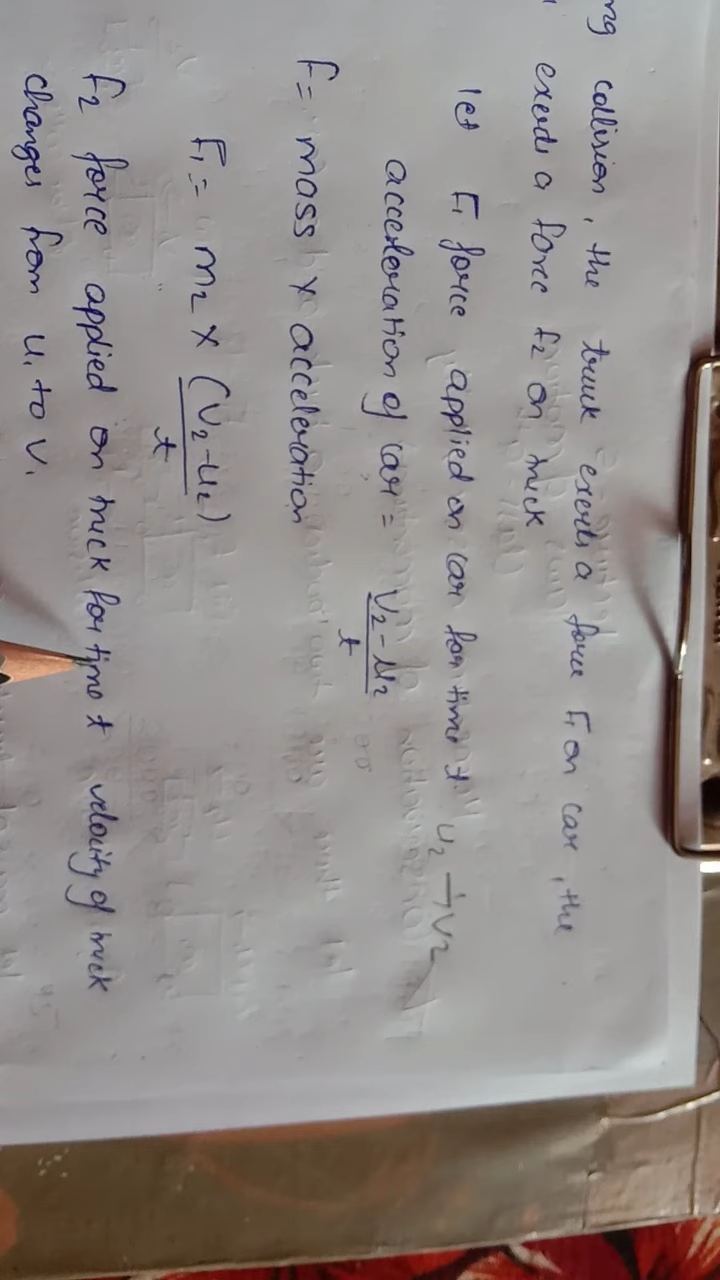 ng collision, the truck exerts a force F1 on car, the
exerts a force f2 on truck
let F1 force applied on car for time t. u2 → v2
acceleration of car = v2 - u2 / t
f = mass x acceleration
F1 = m2 x (v2 - u2) / t
f2 force applied on truck for time t velocity of truck
changes from u1 to v1